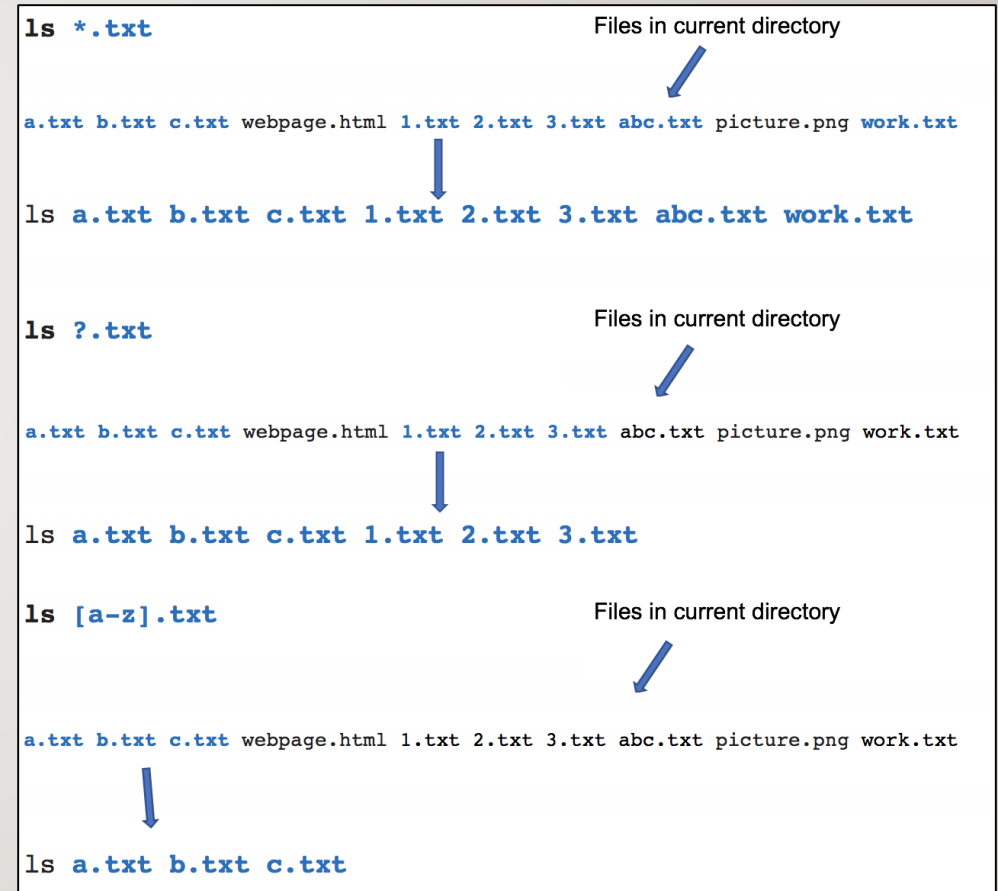 ls *.txt
Files in current directory
a.txt b.txt c.txt webpage.html 1.txt 2.txt 3.txt abc.txt picture.png work.txt
ls a.txt b.txt c.txt 1.txt 2.txt 3.txt abc.txt work.txt
ls ?.txt
Files in current directory
a.txt b.txt c.txt webpage.html 1.txt 2.txt 3.txt abc.txt picture.png work.txt
ls a.txt b.txt c.txt 1.txt 2.txt 3.txt
ls [a-z].txt
Files in current directory
a.txt b.txt c.txt webpage.html 1.txt 2.txt 3.txt abc.txt picture.png work.txt
ls a.txt b.txt c.txt